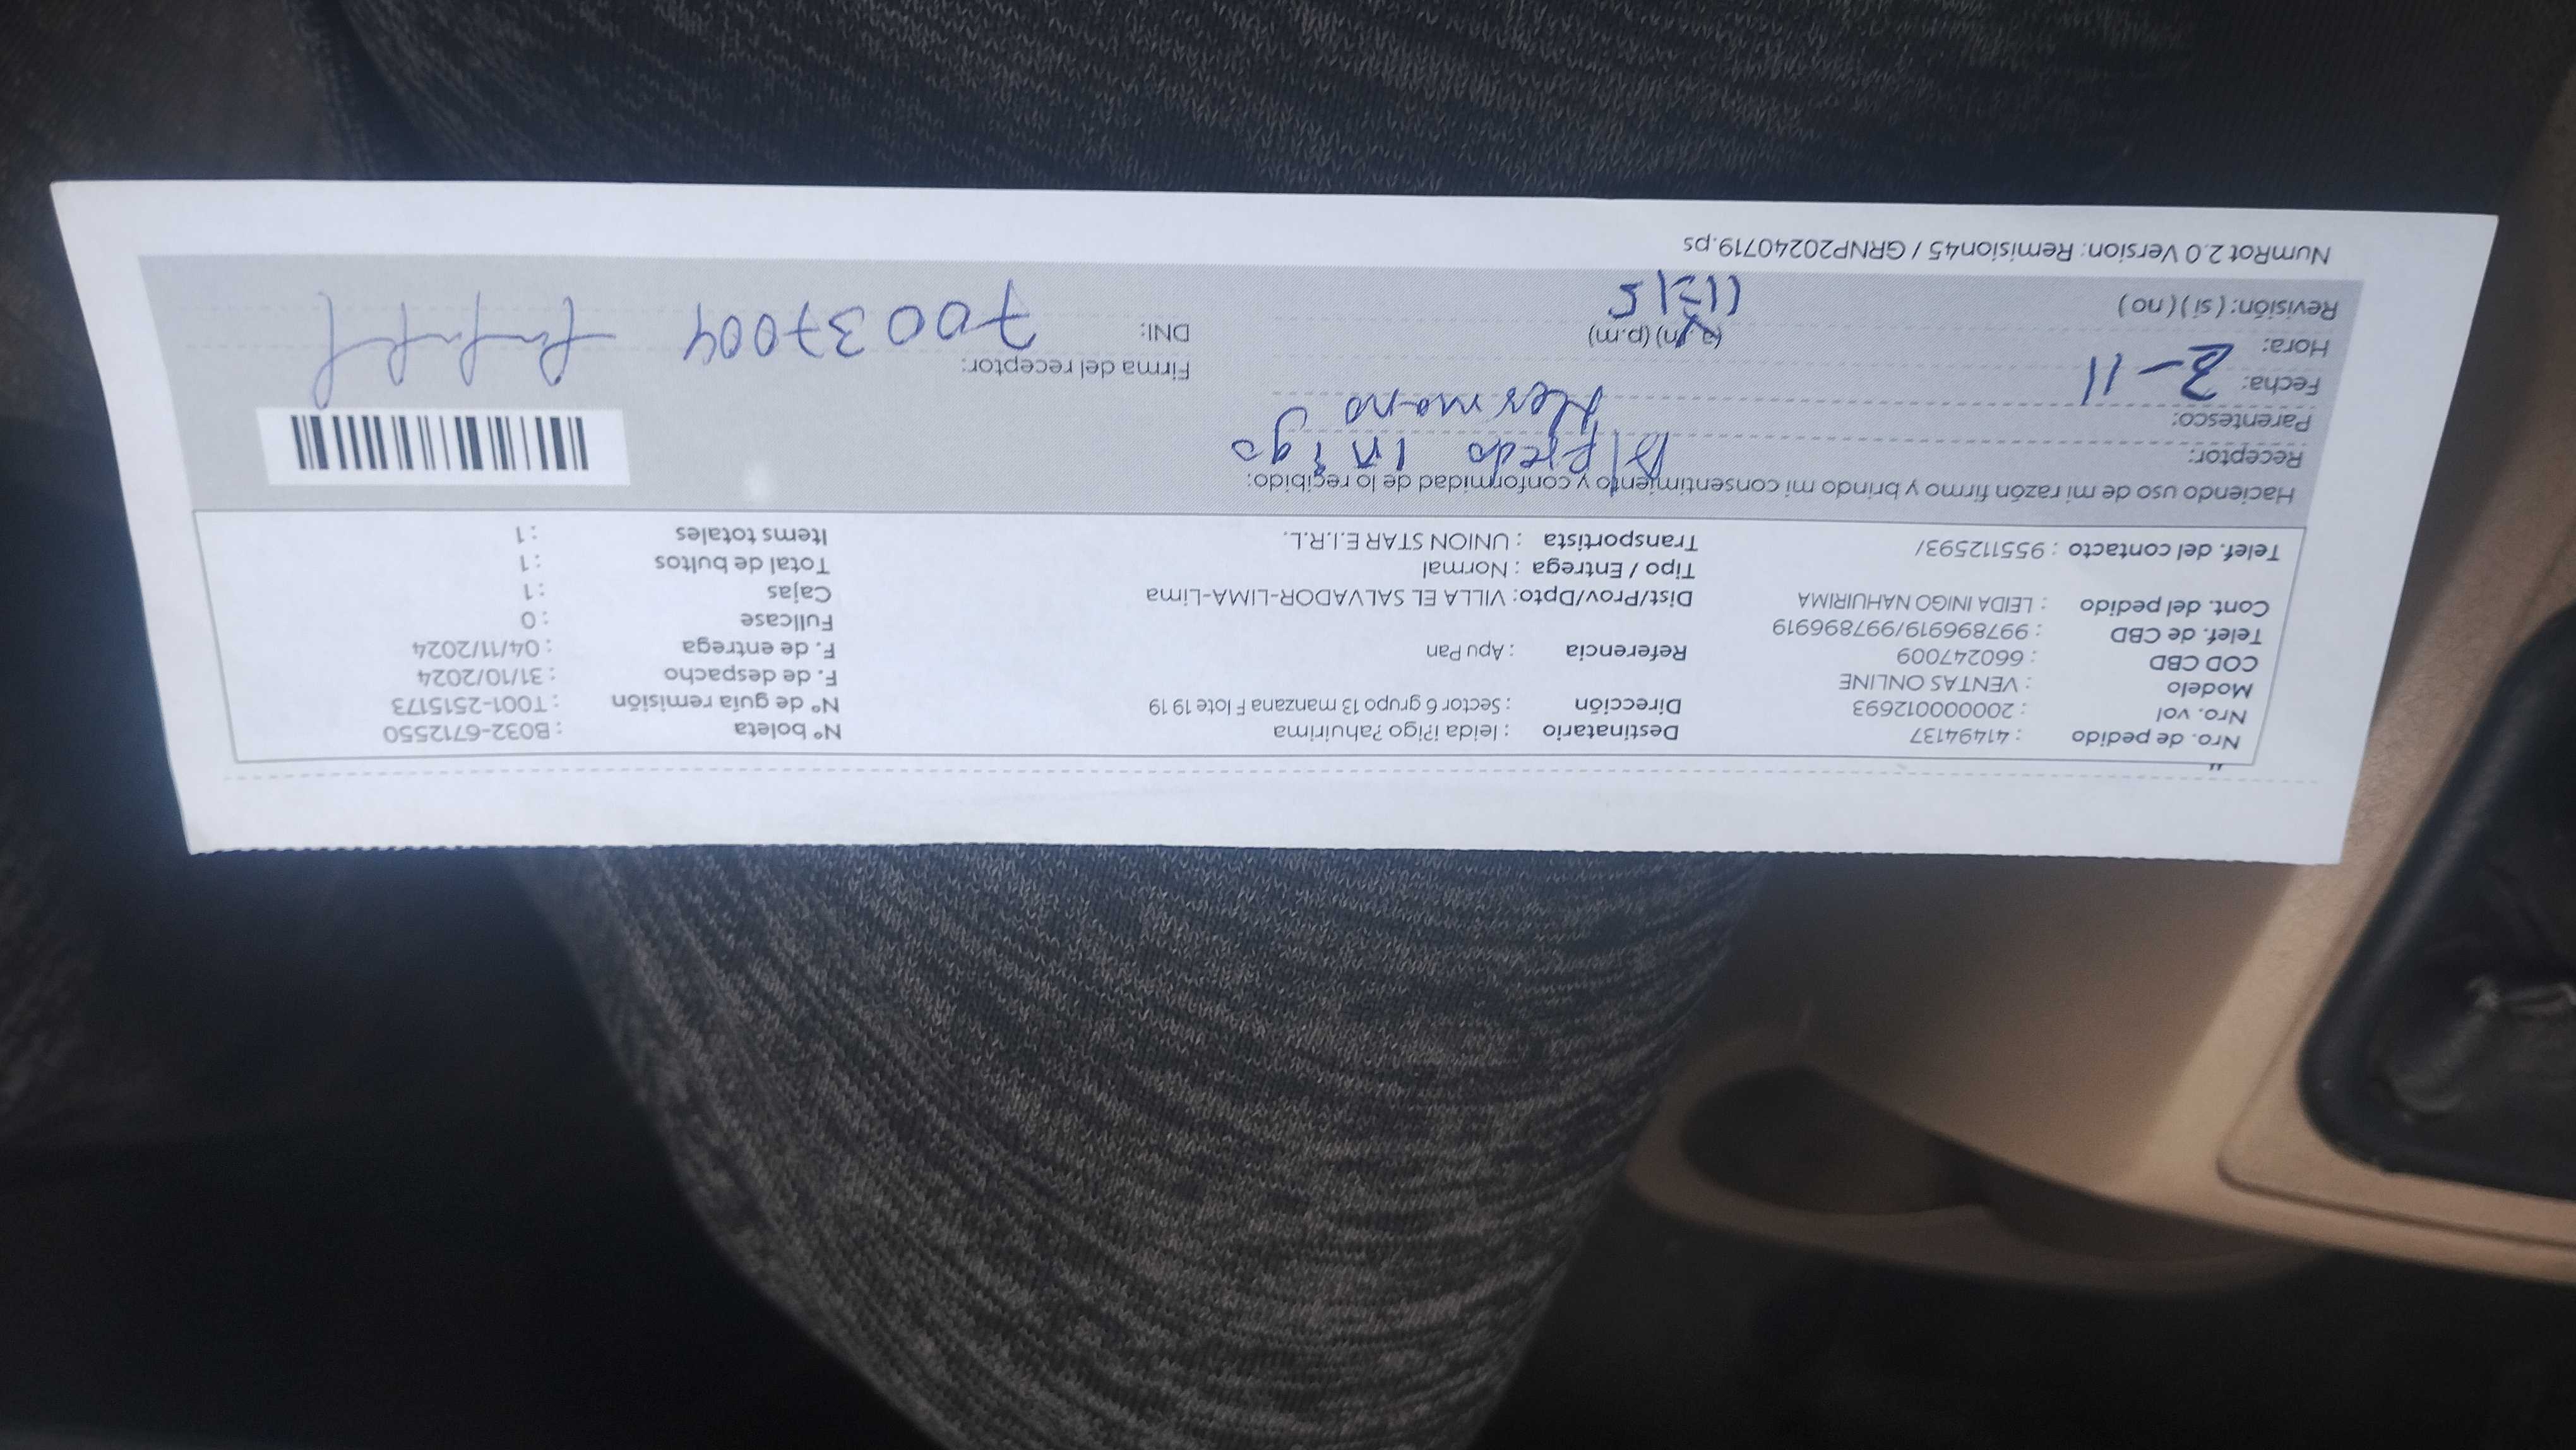 Nro. de pedido : 41494137 Destinatario : leida i?igo ?ahuirima N° boleta : B032-6712550
Nro. vol : 20000012693 Dirección : Sector 6 grupo 13 manzana F lote 19 19 N° de guía remisión : T001-2515173
Modelo : VENTAS ONLINE F. de despacho : 31/10/2024
COD CBD : 660247009 Referencia : Apu Pan F. de entrega : 04/11/2024
Telef. de CBD : 997896919/997896919 Fullcase : 0
Cont. del pedido : LEIDA INIGO NAHUIRIMA Dist/Prov/Dpto: VILLA EL SALVADOR-LIMA-Lima Cajas : 1
Tipo / Entrega : Normal Total de bultos : 1
Telef. del contacto : 955112593/ Transportista : UNION STAR E.I.R.L. Items totales : 1
Haciendo uso de mi razón firmo y brindo mi consentimiento y conformidad de lo recibido:
Receptor: Alfredo Inigo
Parentesco: Hermano
Fecha: 2-11 Firma del receptor:
Hora: (a.m) (p.m) DNI: 70037004
Revisión: ( si ) ( no ) 11:15
NumRot 2.0 Version: Remision45 / GRNP20240719.ps